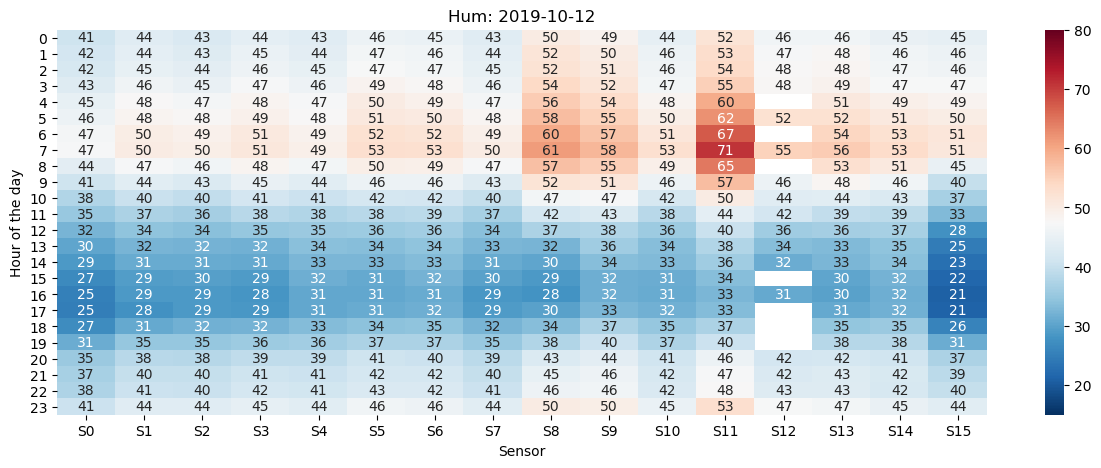 Hum: 2019-10-12
Hour of the day
0 41 44 43 44 43 46 45 43 50 49 44 52 46 46 45 45
1 42 44 43 45 44 47 46 44 52 50 46 53 47 48 46 46
2 42 45 44 46 45 47 47 45 52 51 46 54 48 48 47 46
3 43 46 45 47 46 49 48 46 54 52 47 55 48 49 47 47
4 45 48 47 48 47 50 49 47 56 54 48 60 51 49 49
5 46 48 48 49 48 51 50 48 58 55 50 62 52 52 51 50
6 47 50 49 51 49 52 52 49 60 57 51 67 54 53 51
7 47 50 50 51 49 53 53 50 61 58 53 71 55 56 53 51
8 44 47 46 48 47 50 49 47 57 55 49 65 53 51 45
9 41 44 43 45 44 46 46 43 52 51 46 57 46 48 46 40
10 38 40 40 41 41 42 42 40 47 47 42 50 44 44 43 37
11 35 37 36 38 38 38 39 37 42 43 38 44 42 39 39 33
12 32 34 34 35 35 36 36 34 37 38 36 40 36 36 37 28
13 30 32 32 32 34 34 34 33 32 36 34 38 34 33 35 25
14 29 31 31 31 33 33 33 31 30 34 33 36 32 33 34 23
15 27 29 30 29 32 31 32 30 29 32 31 34 30 32 22
16 25 29 29 28 31 31 31 29 28 32 31 33 31 30 32 21
17 25 28 29 29 31 31 32 29 30 33 32 33 31 32 21
18 27 31 32 32 33 34 35 32 34 37 35 37 35 35 26
19 31 35 35 36 36 37 37 35 38 40 37 40 38 38 31
20 35 38 38 39 39 41 40 39 43 44 41 46 42 42 41 37
21 37 40 40 41 41 42 42 40 45 46 42 47 42 43 42 39
22 38 41 40 42 41 43 42 41 46 46 42 48 43 43 42 40
23 41 44 44 45 44 46 46 44 50 50 45 53 47 47 45 44
S0 S1 S2 S3 S4 S5 S6 S7 S8 S9 S10 S11 S12 S13 S14 S15
Sensor
80
70
60
50
40
30
20